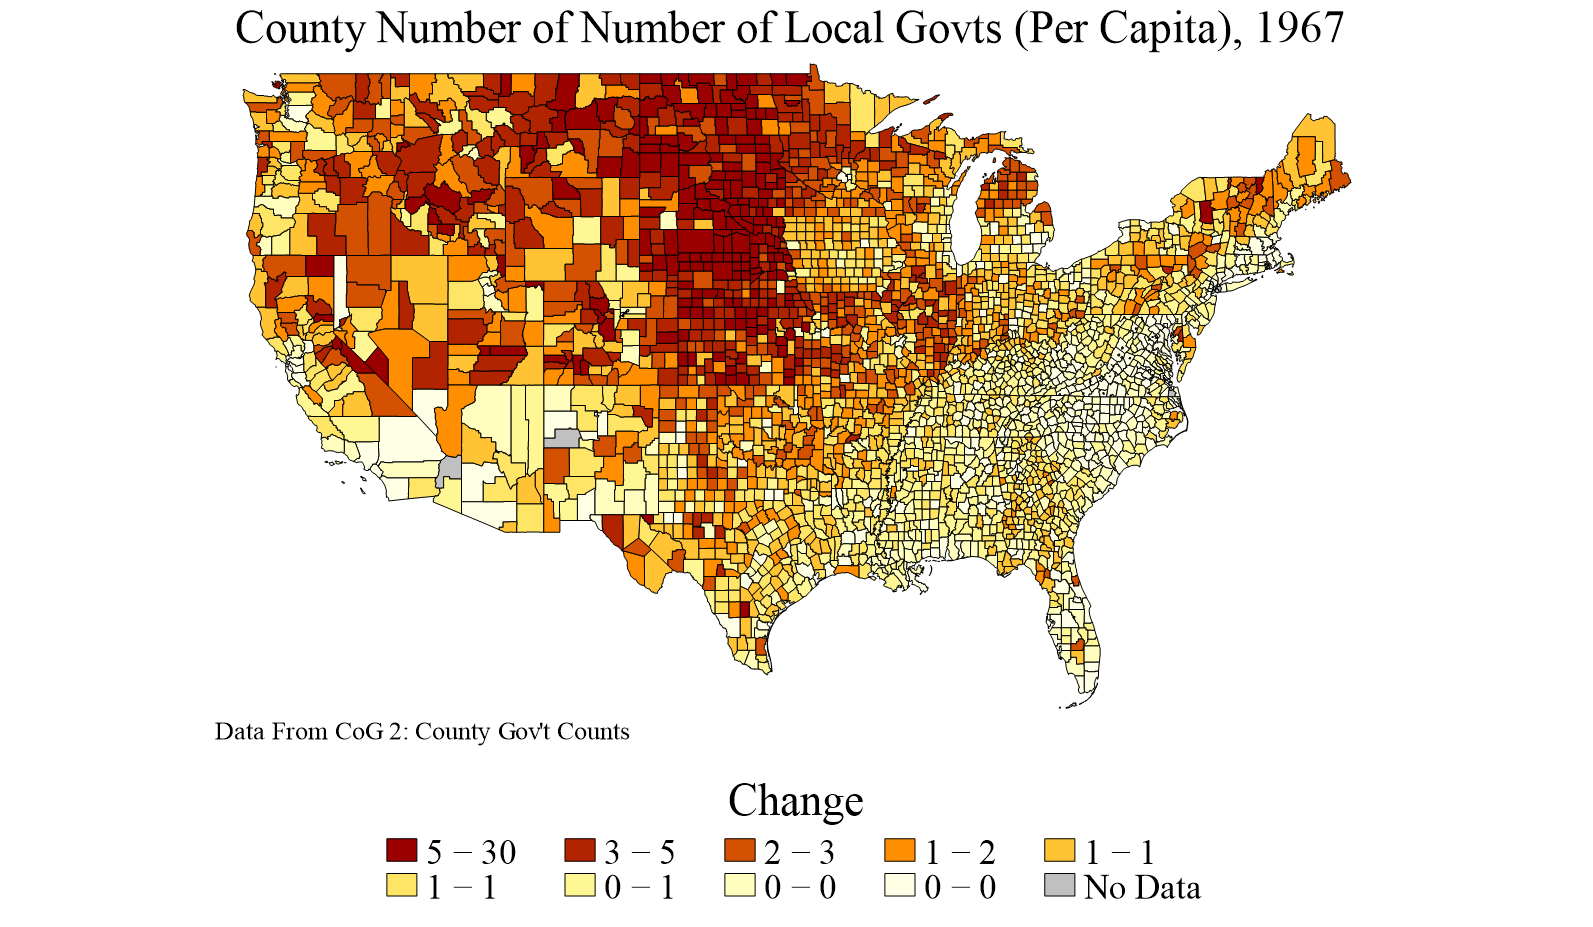 County Number of Number of Local Govts (Per Capita), 1967
Data From CoG 2: County Gov't Counts
Change
5 − 30
3 − 5
2 − 3
1 − 2
1 − 1
1 − 1
0 − 1
0 − 0
0 − 0
No Data